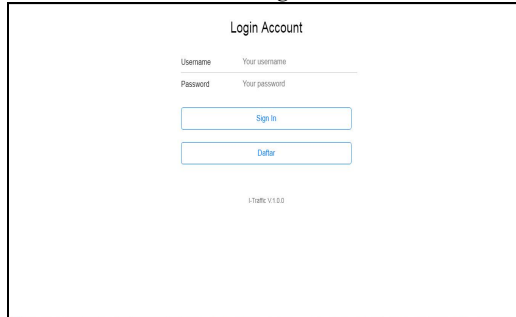 Login Account
Username Your username
Password Your password
Sign In
Daftar
I-Traffic V.1.0.0